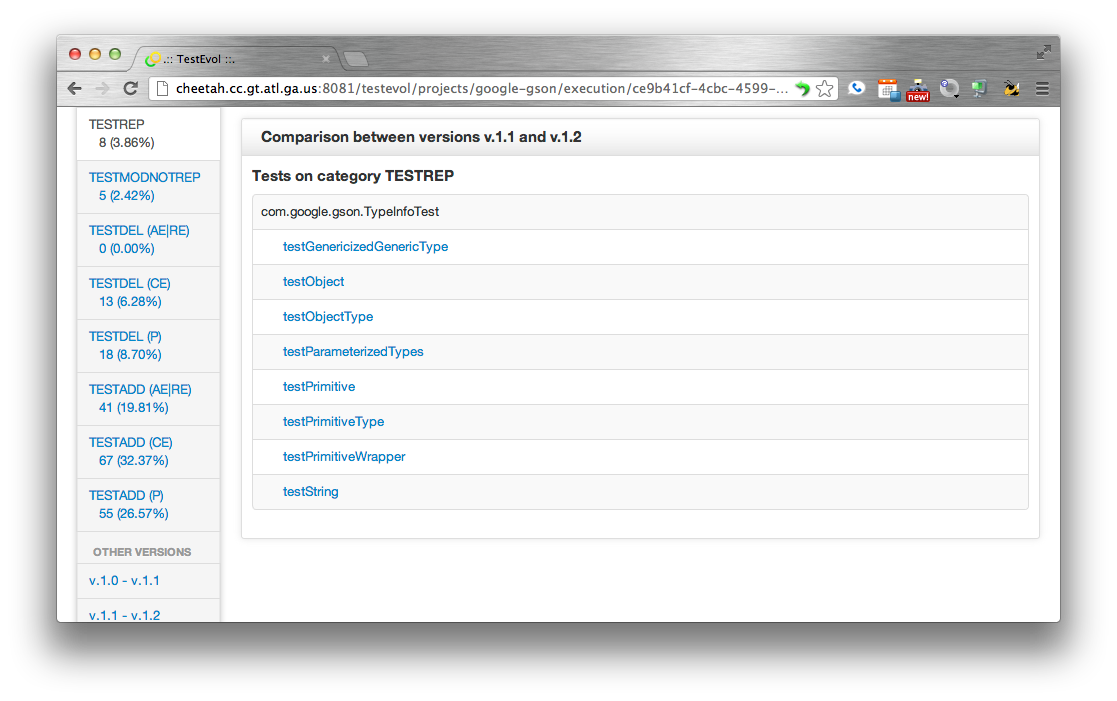 .:: TestEvol ::.
cheetah.cc.gt.atl.ga.us:8081/testevol/projects/google-gson/execution/ce9b41cf-4cbc-4599-...
new!
TESTREP
8 (3.86%)
TESTMODNOTREP
5 (2.42%)
TESTDEL (AE|RE)
0 (0.00%)
TESTDEL (CE)
13 (6.28%)
TESTDEL (P)
18 (8.70%)
TESTADD (AE|RE)
41 (19.81%)
TESTADD (CE)
67 (32.37%)
TESTADD (P)
55 (26.57%)
OTHER VERSIONS
v.1.0 - v.1.1
v.1.1 - v.1.2
Comparison between versions v.1.1 and v.1.2
Tests on category TESTREP
com.google.gson.TypeInfoTest
testGenericizedGenericType
testObject
testObjectType
testParameterizedTypes
testPrimitive
testPrimitiveType
testPrimitiveWrapper
testString